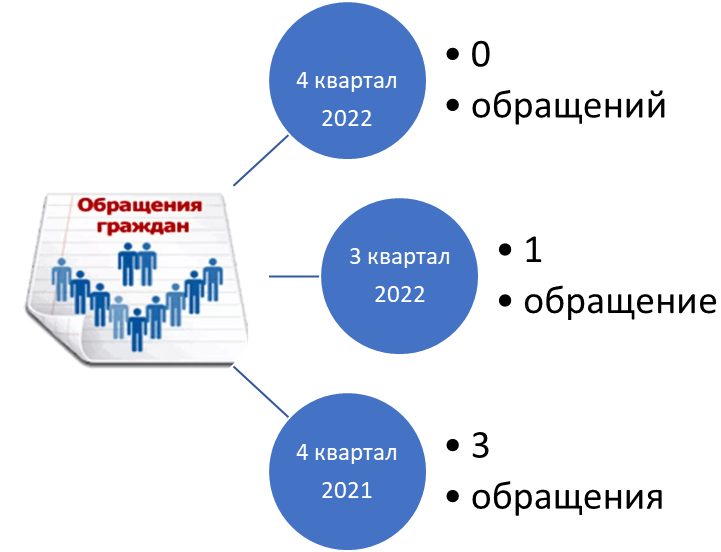 Обращения
граждан
4 квартал
2022
• 0
• обращений
3 квартал
2022
• 1
• обращение
4 квартал
2021
• 3
• обращения